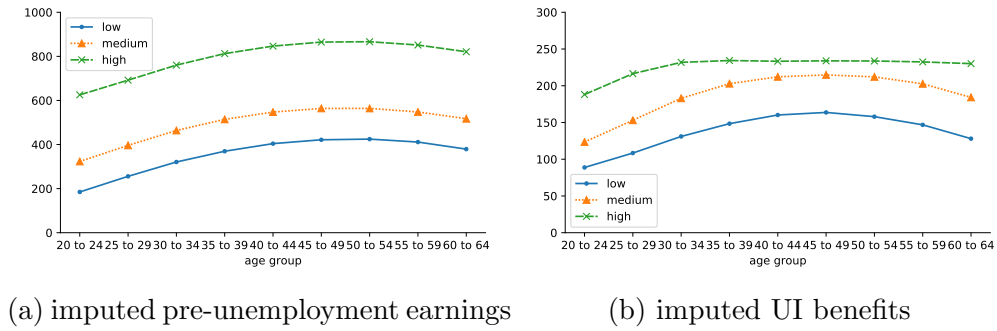 1000
800
600
400
200
0
low
medium
high
20 to 24 25 to 29 30 to 34 35 to 39 40 to 44 45 to 49 50 to 54 55 to 59 60 to 64
age group
(a) imputed pre-unemployment earnings
300
250
200
150
100
50
0
low
medium
high
20 to 24 25 to 29 30 to 34 35 to 39 40 to 44 45 to 49 50 to 54 55 to 59 60 to 64
age group
(b) imputed UI benefits